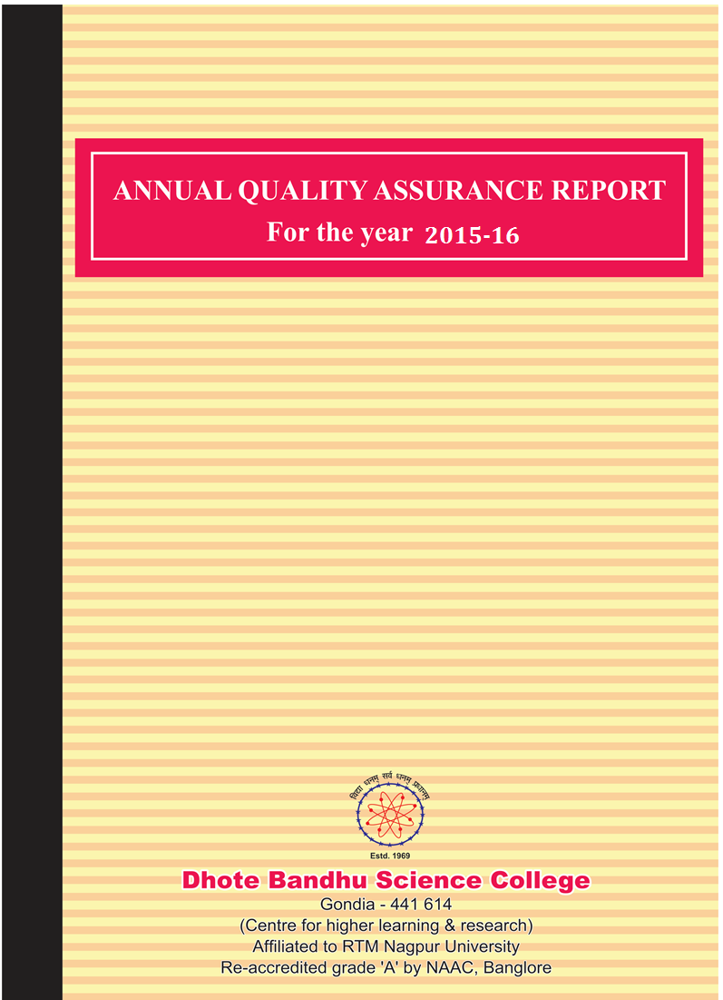 ANNUAL QUALITY ASSURANCE REPORT
For the year 2015-16
विद्या धनम् सर्व धनम् प्रधानम्
Estd. 1969
Dhote Bandhu Science College
Gondia - 441 614
(Centre for higher learning & research)
Affiliated to RTM Nagpur University
Re-accredited grade 'A' by NAAC, Banglore